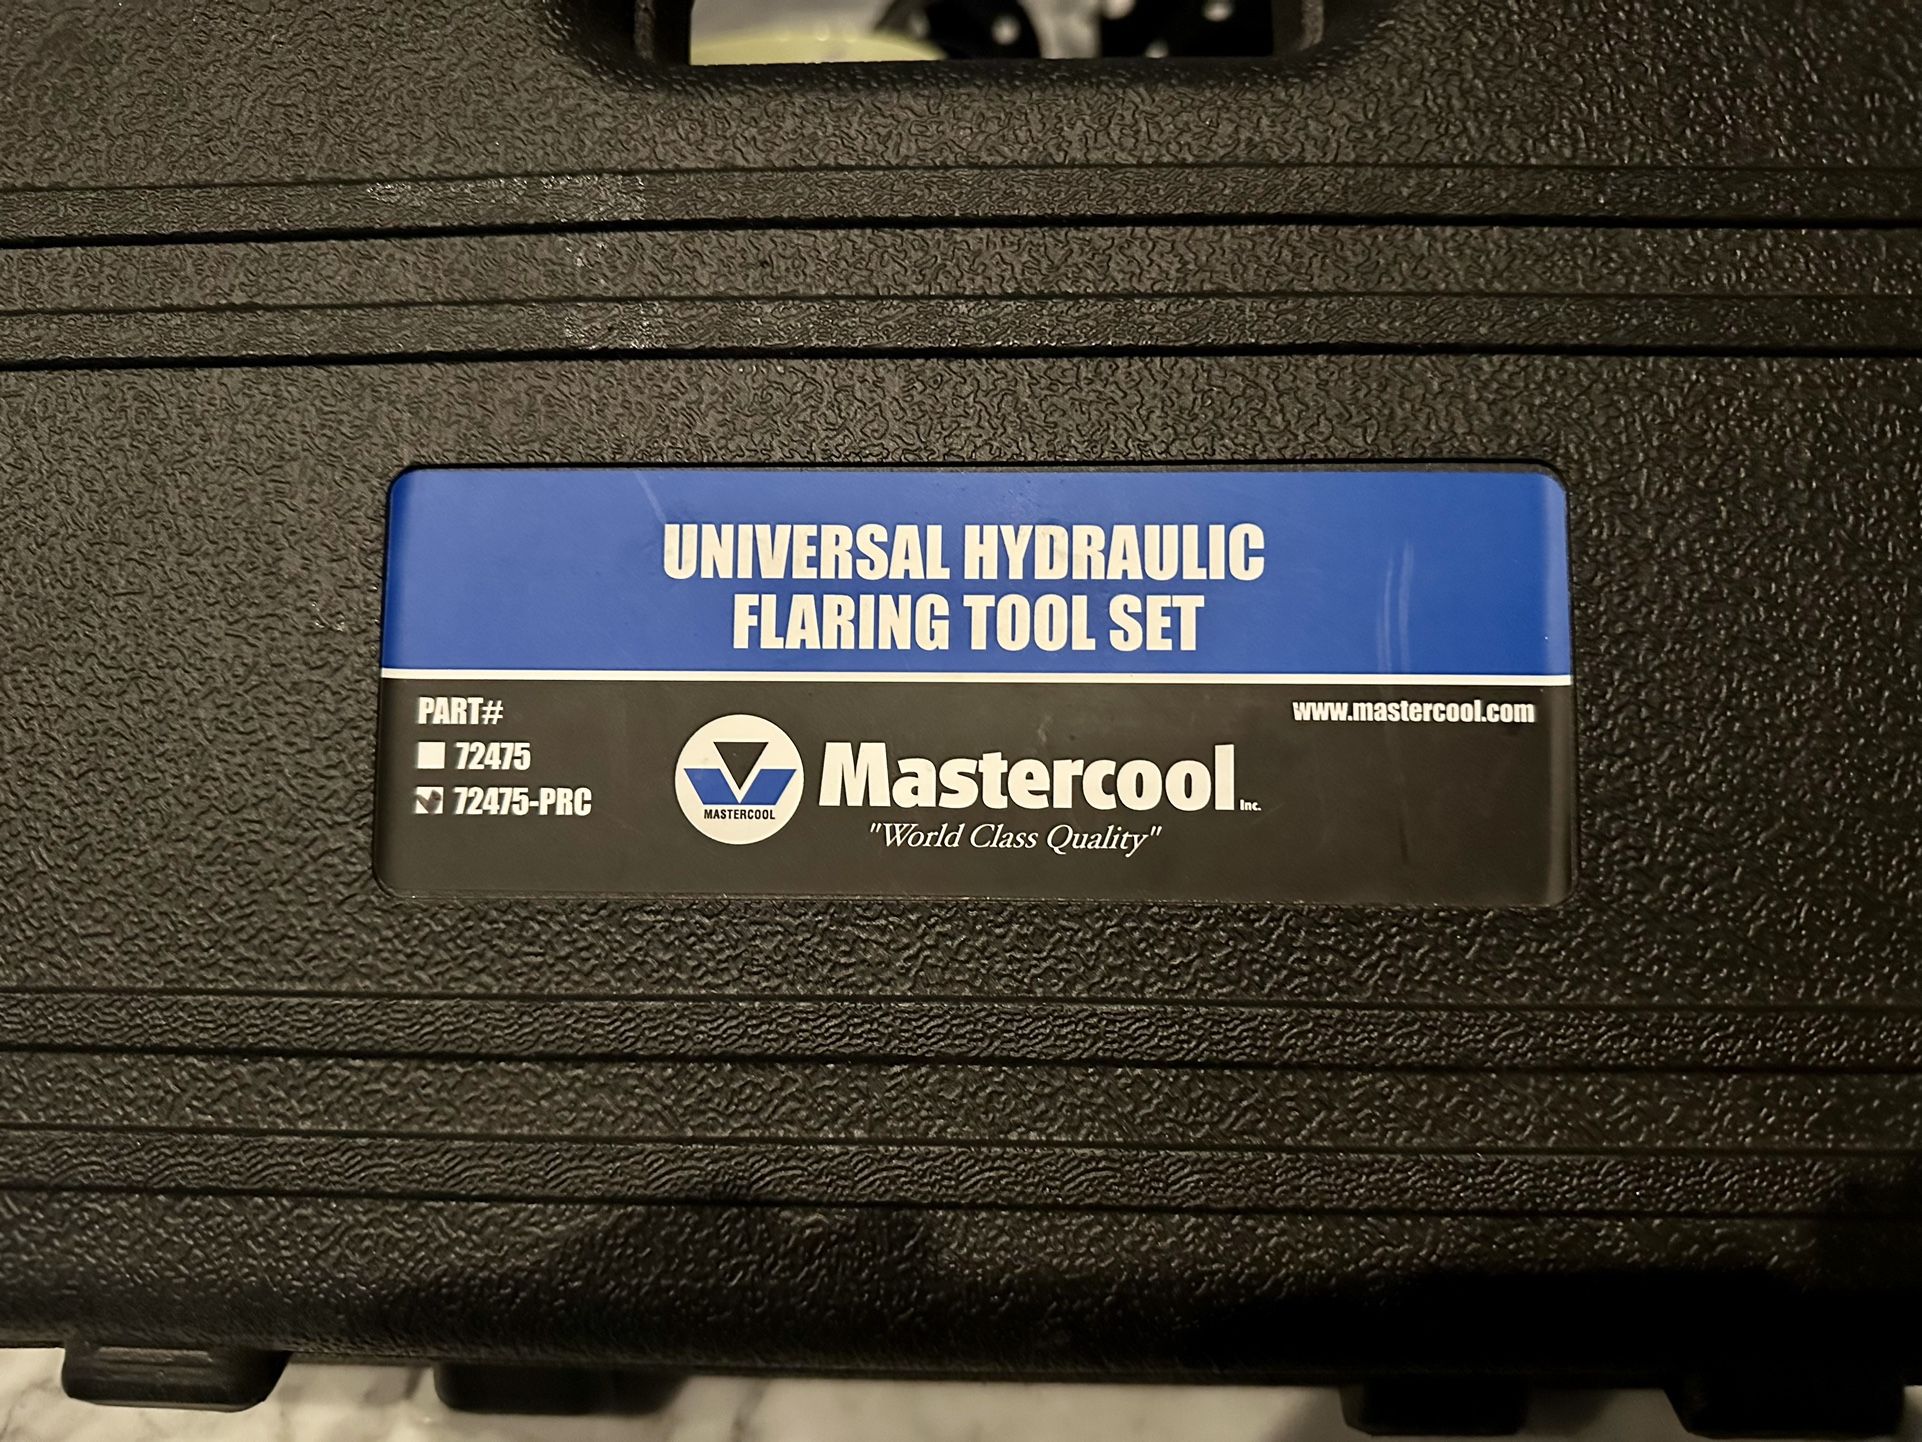 UNIVERSAL HYDRAULIC
FLARING TOOL SET
PART#
72475
72475-PRC
www.mastercool.com
MASTERCOOL
Mastercool Inc.
"World Class Quality"